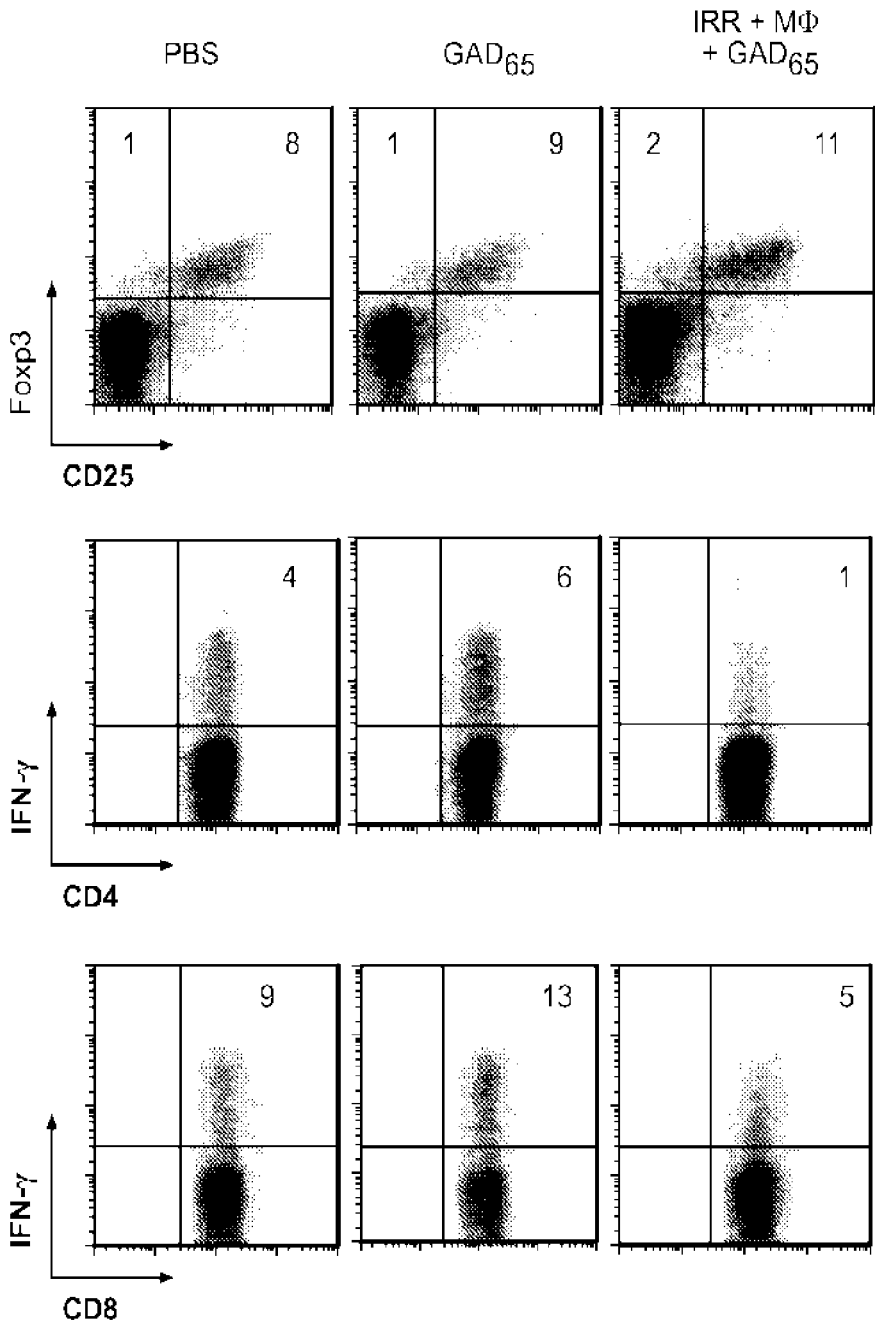 PBS
GAD65
IRR + MΦ
+ GAD65
1 8
1 9
2 11
Foxp3
CD25
4
6
1
IFN-γ
CD4
9
13
5
IFN-γ
CD8